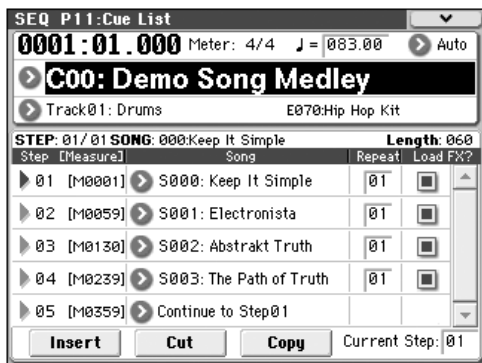 SEQ P11:Cue List
0001:01.000 Meter: 4/4 ♩= 083.00 Auto
C00: Demo Song Medley
Track01: Drums E070:Hip Hop Kit
STEP: 01/01 SONG: 000:Keep It Simple Length: 060
Step [Measure] Song Repeat Load FX?
01 [M0001] S000: Keep It Simple 01
02 [M0059] S001: Electronista 01
03 [M0130] S002: Abstrakt Truth 01
04 [M0239] S003: The Path of Truth 01
05 [M0359] Continue to Step01
Insert Cut Copy Current Step: 01